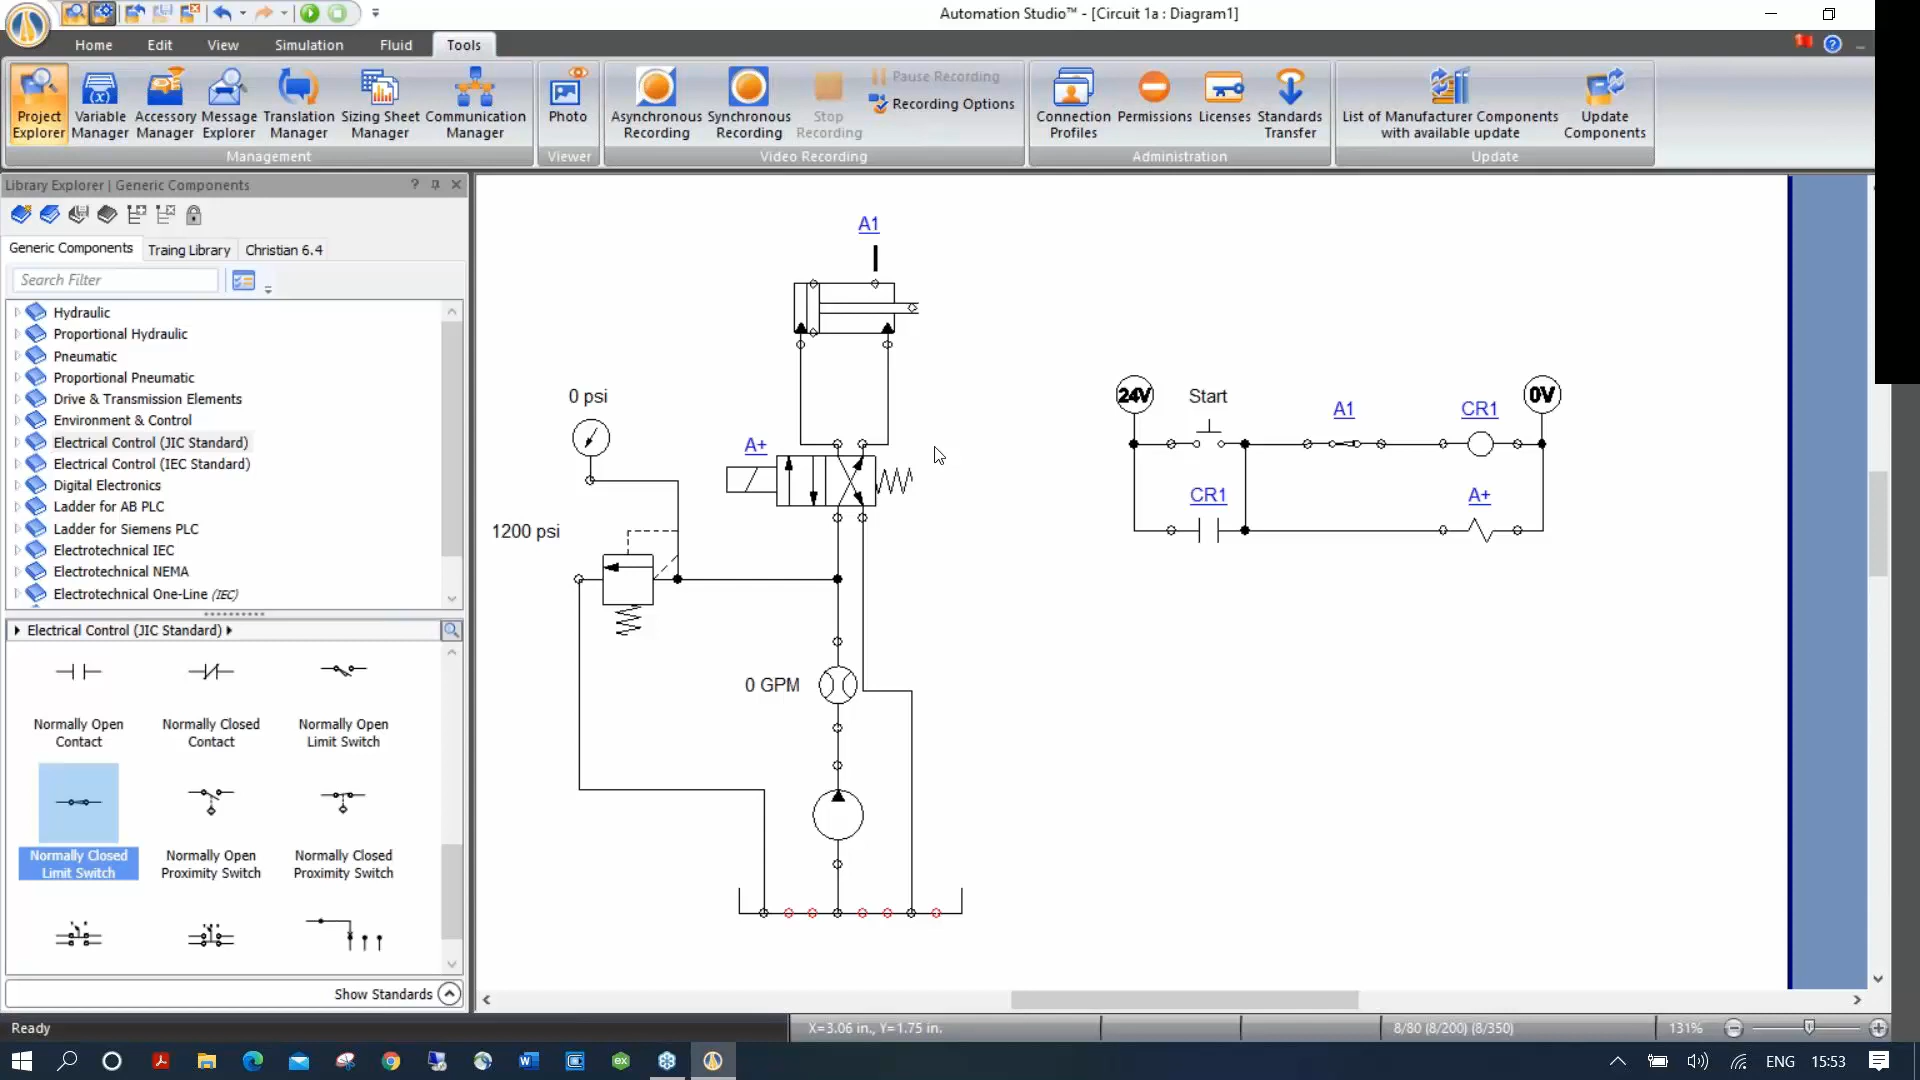 Automation Studio™ - [Circuit 1a : Diagram1]
Home
Edit
View
Simulation
Fluid
Tools
Project Explorer
Variable Manager
Accessory Manager
Message Explorer
Translation Manager
Sizing Sheet Manager
Communication Manager
Management
Photo
Viewer
Asynchronous Recording
Synchronous Recording
Stop Recording
Pause Recording
Recording Options
Video Recording
Connection Profiles
Permissions
Licenses
Standards Transfer
Administration
List of Manufacturer Components with available update
Update Components
Update
Library Explorer | Generic Components
Generic Components
Traing Library
Christian 6.4
Search Filter
Hydraulic
Proportional Hydraulic
Pneumatic
Proportional Pneumatic
Drive & Transmission Elements
Environment & Control
Electrical Control (JIC Standard)
Electrical Control (IEC Standard)
Digital Electronics
Ladder for AB PLC
Ladder for Siemens PLC
Electrotechnical IEC
Electrotechnical NEMA
Electrotechnical One-Line (IEC)
Electrical Control (JIC Standard)
Normally Open Contact
Normally Closed Contact
Normally Open Limit Switch
Normally Closed Limit Switch
Normally Open Proximity Switch
Normally Closed Proximity Switch
Show Standards
A1
0 psi
A+
1200 psi
0 GPM
24V
Start
A1
CR1
0V
CR1
A+
Ready
X=3.06 in., Y=1.75 in.
8/80 (8/200) (8/350)
131%
ENG
15:53